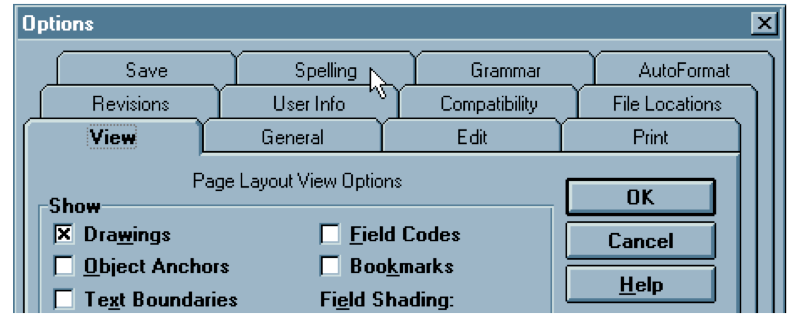 Options
Save Spelling Grammar AutoFormat
Revisions User Info Compatibility File Locations
View General Edit Print
Page Layout View Options
Show
OK
Drawings Field Codes
Cancel
Object Anchors Bookmarks
Help
Text Boundaries Field Shading: